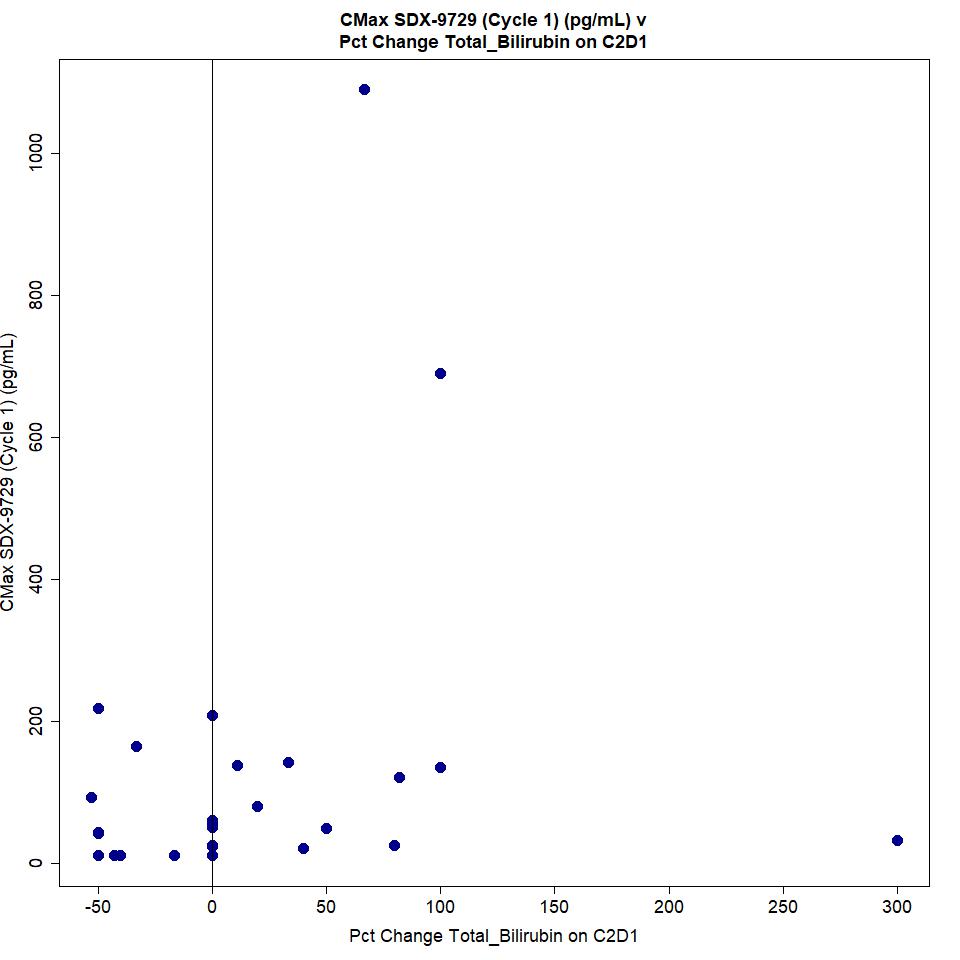 CMax SDX-9729 (Cycle 1) (pg/mL) v
Pct Change Total_Bilirubin on C2D1
CMax SDX-9729 (Cycle 1) (pg/mL)
1000
800
600
400
200
0
-50 0 50 100 150 200 250 300
Pct Change Total_Bilirubin on C2D1